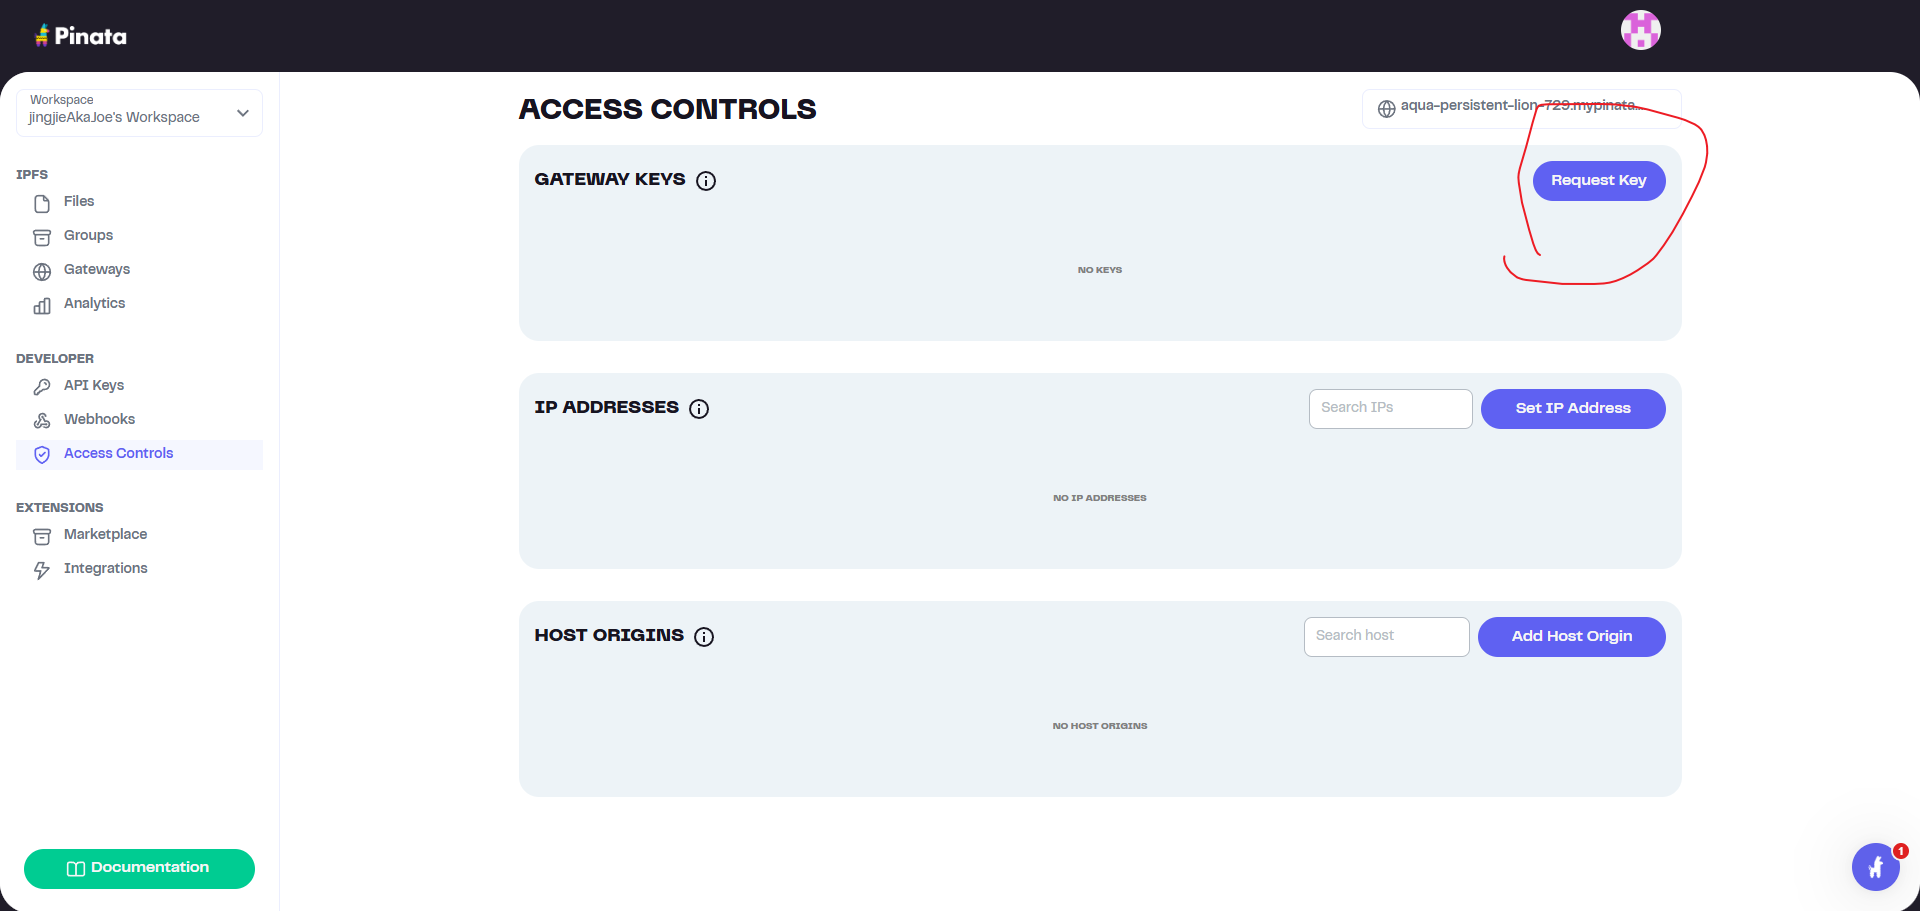 Pinata
Workspace
jingjieAkaJoe's Workspace
IPFS
Files
Groups
Gateways
Analytics
DEVELOPER
API Keys
Webhooks
Access Controls
EXTENSIONS
Marketplace
Integrations
Documentation
ACCESS CONTROLS
aqua-persistent-lion-729.mypinata...
GATEWAY KEYS
Request Key
NO KEYS
IP ADDRESSES
Search IPs
Set IP Address
NO IP ADDRESSES
HOST ORIGINS
Search host
Add Host Origin
NO HOST ORIGINS
1